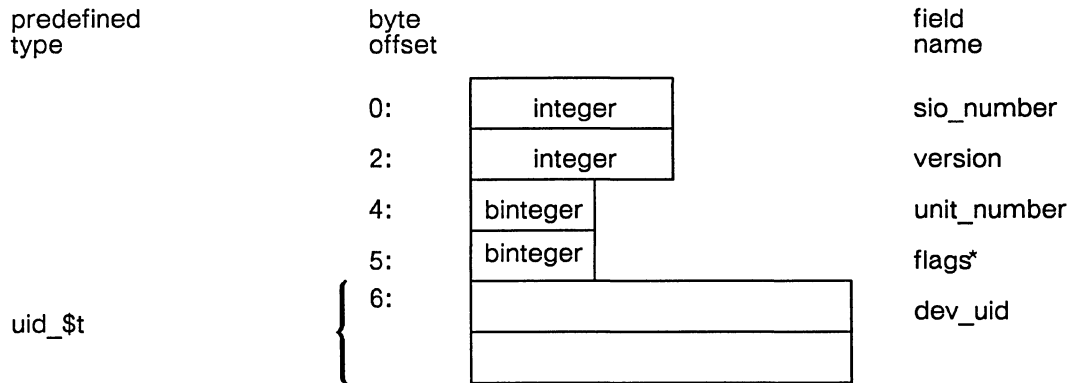 predefined type byte offset field name
0: integer sio_number
2: integer version
4: binteger unit_number
5: binteger flags*
6: dev_uid
uid_$t